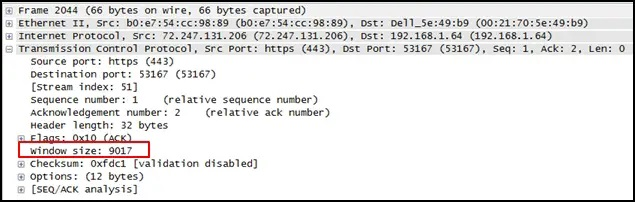 Frame 2044 (66 bytes on wire, 66 bytes captured)
Ethernet II, Src: b0:e7:54:cc:98:89 (b0:e7:54:cc:98:89), Dst: Dell_5e:49:b9 (00:21:70:5e:49:b9)
Internet Protocol, Src: 72.247.131.206 (72.247.131.206), Dst: 192.168.1.64 (192.168.1.64)
Transmission Control Protocol, Src Port: https (443), Dst Port: 53167 (53167), Seq: 1, Ack: 2, Len: 0
Source port: https (443)
Destination port: 53167 (53167)
[Stream index: 51]
Sequence number: 1 (relative sequence number)
Acknowledgement number: 2 (relative ack number)
Header length: 32 bytes
Flags: 0x10 (ACK)
Window size: 9017
Checksum: 0xfdc1 [validation disabled]
Options: (12 bytes)
[SEQ/ACK analysis]